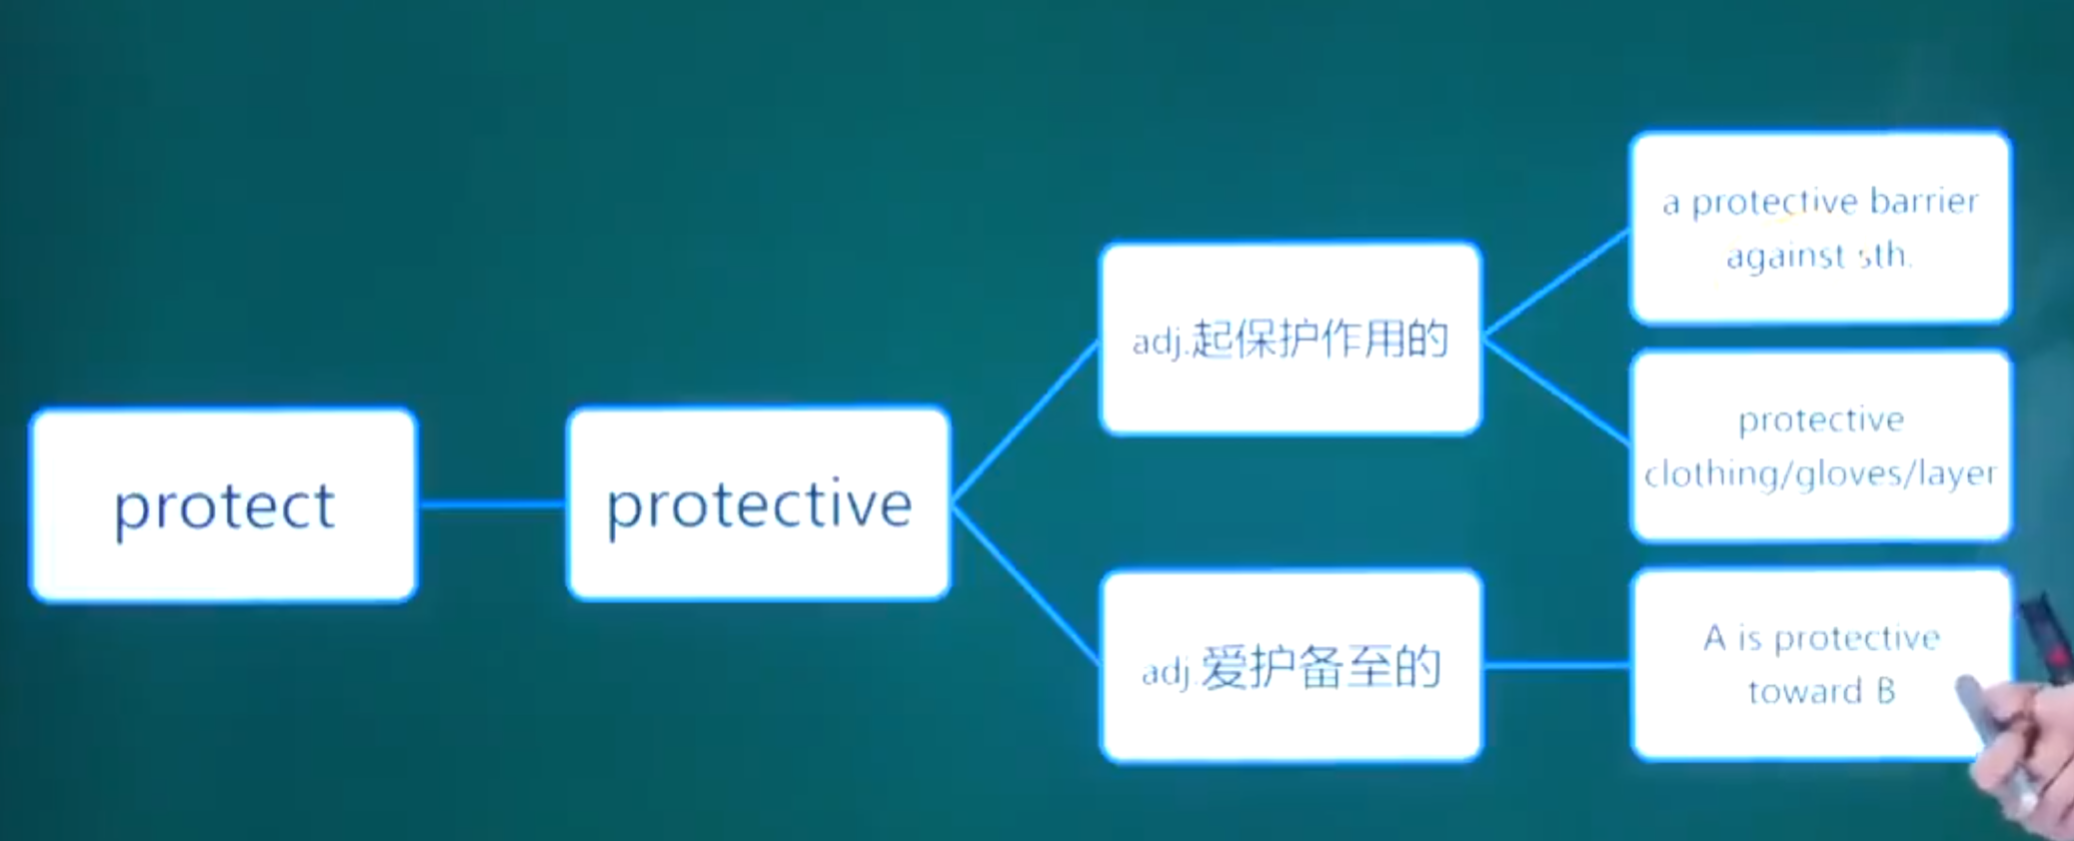 protect
protective
adj.起保护作用的
a protective barrier
against sth.
protective
clothing/gloves/layer
adj.爱护备至的
A is protective
toward B